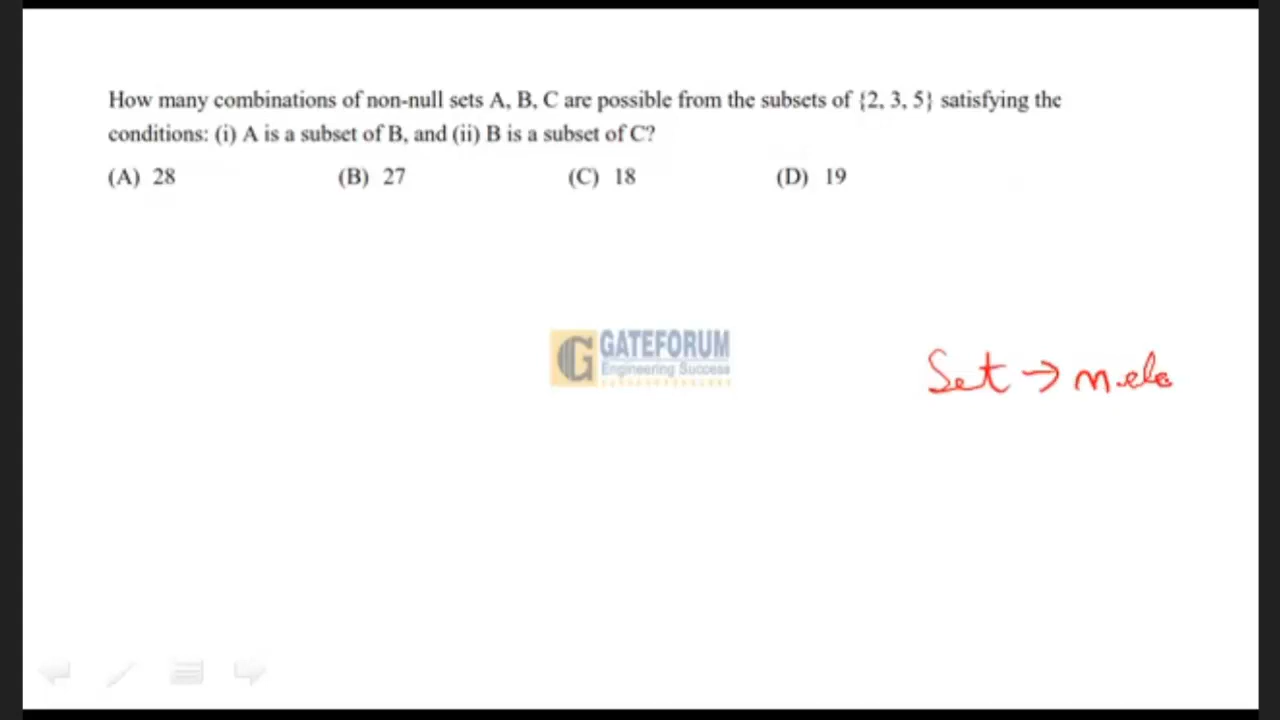 How many combinations of non-null sets A, B, C are possible from the subsets of {2, 3, 5} satisfying the
conditions: (i) A is a subset of B, and (ii) B is a subset of C?
(A) 28 (B) 27 (C) 18 (D) 19
G GATEFORUM
Engineering Success
Set → n ele